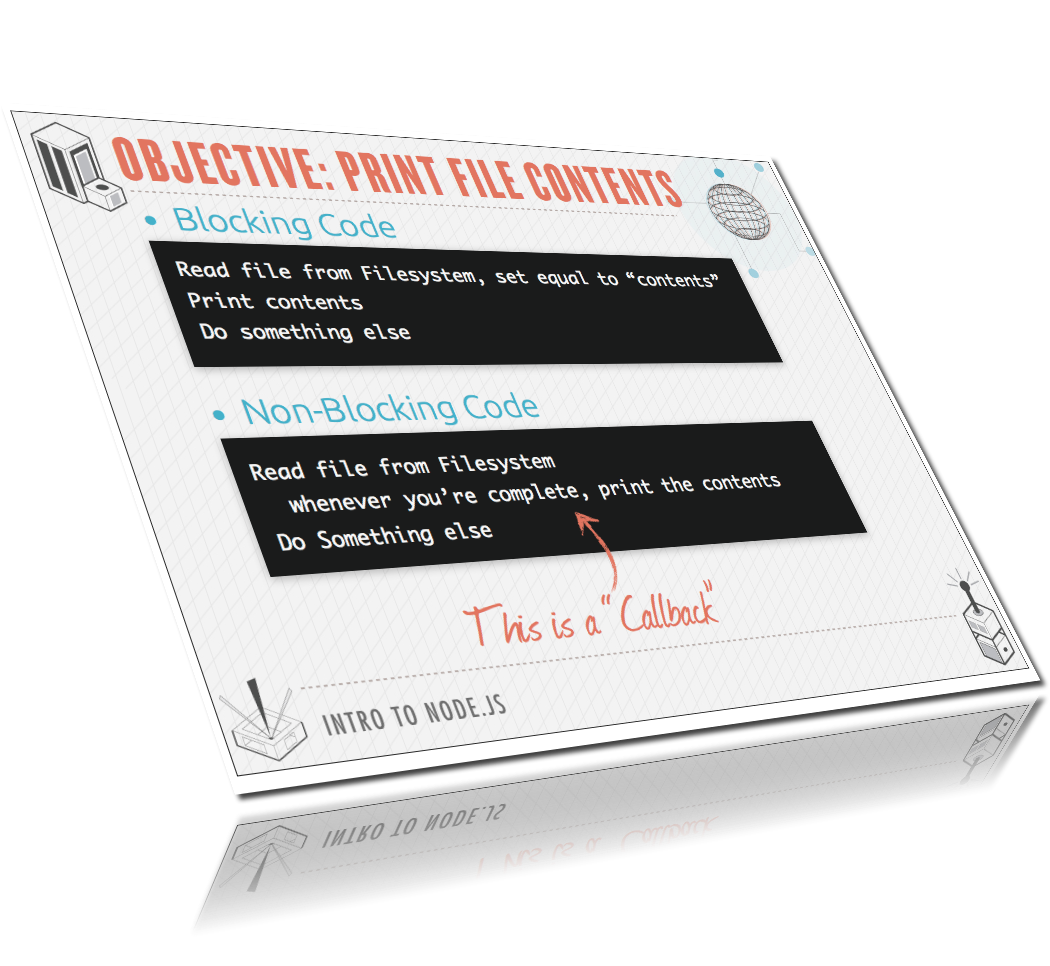 OBJECTIVE: PRINT FILE CONTENTS
• Blocking Code
Read file from Filesystem, set equal to “contents”
Print contents
Do something else
• Non-Blocking Code
Read file from Filesystem
whenever you’re complete, print the contents
Do Something else
This is a “Callback”
INTRO TO NODE.JS